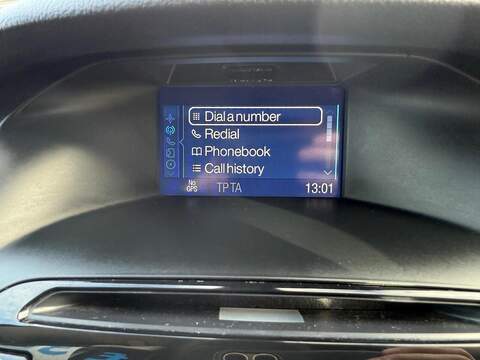 Dial a number
Redial
Phonebook
Call history
No GPS TP TA 13:01